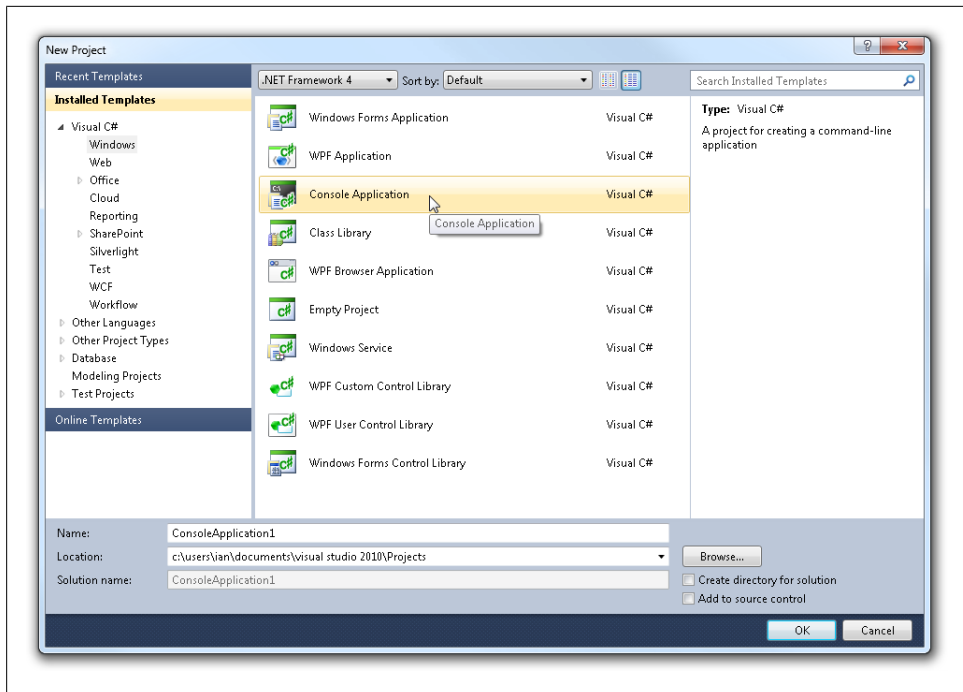 New Project
Recent Templates
Installed Templates
Visual C#
Windows
Web
Office
Cloud
Reporting
SharePoint
Silverlight
Test
WCF
Workflow
Other Languages
Other Project Types
Database
Modeling Projects
Test Projects
Online Templates
.NET Framework 4
Sort by: Default
Windows Forms Application Visual C#
WPF Application Visual C#
Console Application Visual C#
Console Application
Class Library Visual C#
WPF Browser Application Visual C#
Empty Project Visual C#
Windows Service Visual C#
WPF Custom Control Library Visual C#
WPF User Control Library Visual C#
Windows Forms Control Library Visual C#
Search Installed Templates
Type: Visual C#
A project for creating a command-line
application
Name: ConsoleApplication1
Location: c:\users\ian\documents\visual studio 2010\Projects
Browse...
Solution name: ConsoleApplication1
Create directory for solution
Add to source control
OK Cancel